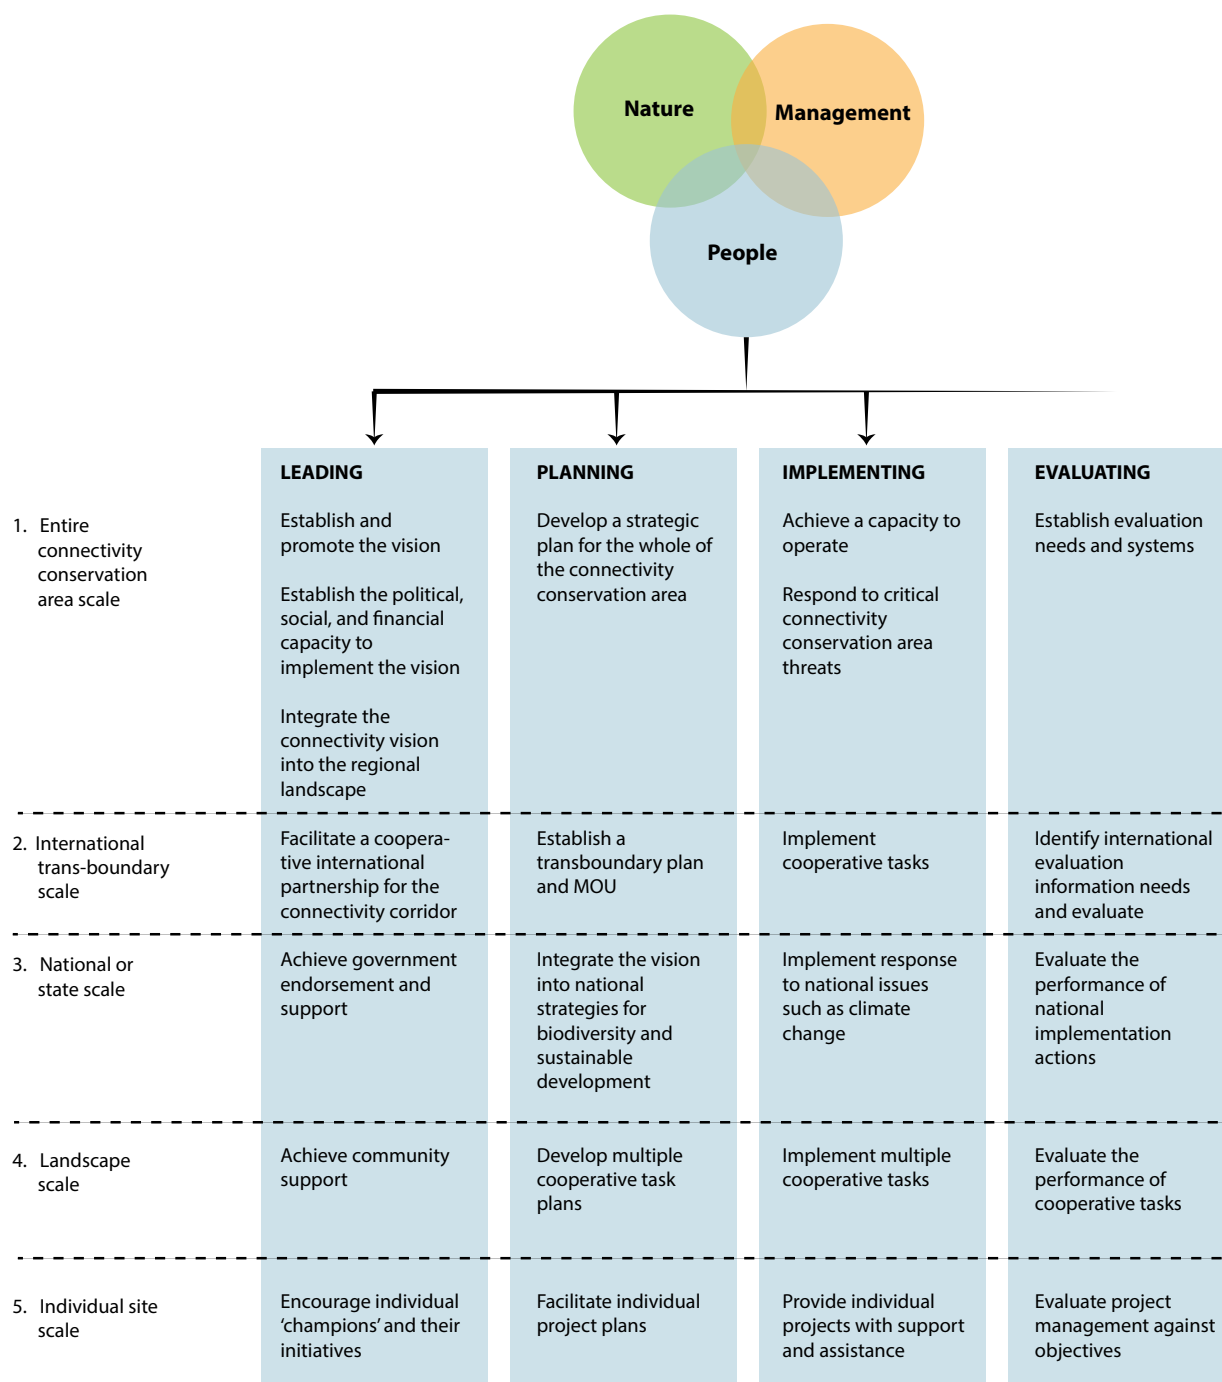 Nature
Management
People
LEADING
PLANNING
IMPLEMENTING
EVALUATING
1. Entire
connectivity
conservation
area scale
Establish and
promote the vision
Establish the political,
social, and financial
capacity to
implement the vision
Integrate the
connectivity vision
into the regional
landscape
Develop a strategic
plan for the whole of
the connectivity
conservation area
Achieve a capacity to
operate
Respond to critical
connectivity
conservation area
threats
Establish evaluation
needs and systems
2. International
trans-boundary
scale
Facilitate a coopera-
tive international
partnership for the
connectivity corridor
Establish a
transboundary plan
and MOU
Implement
cooperative tasks
Identify international
evaluation
information needs
and evaluate
3. National or
state scale
Achieve government
endorsement and
support
Integrate the vision
into national
strategies for
biodiversity and
sustainable
development
Implement response
to national issues
such as climate
change
Evaluate the
performance of
national
implementation
actions
4. Landscape
scale
Achieve community
support
Develop multiple
cooperative task
plans
Implement multiple
cooperative tasks
Evaluate the
performance of
cooperative tasks
5. Individual site
scale
Encourage individual
‘champions’ and their
initiatives
Facilitate individual
project plans
Provide individual
projects with support
and assistance
Evaluate project
management against
objectives